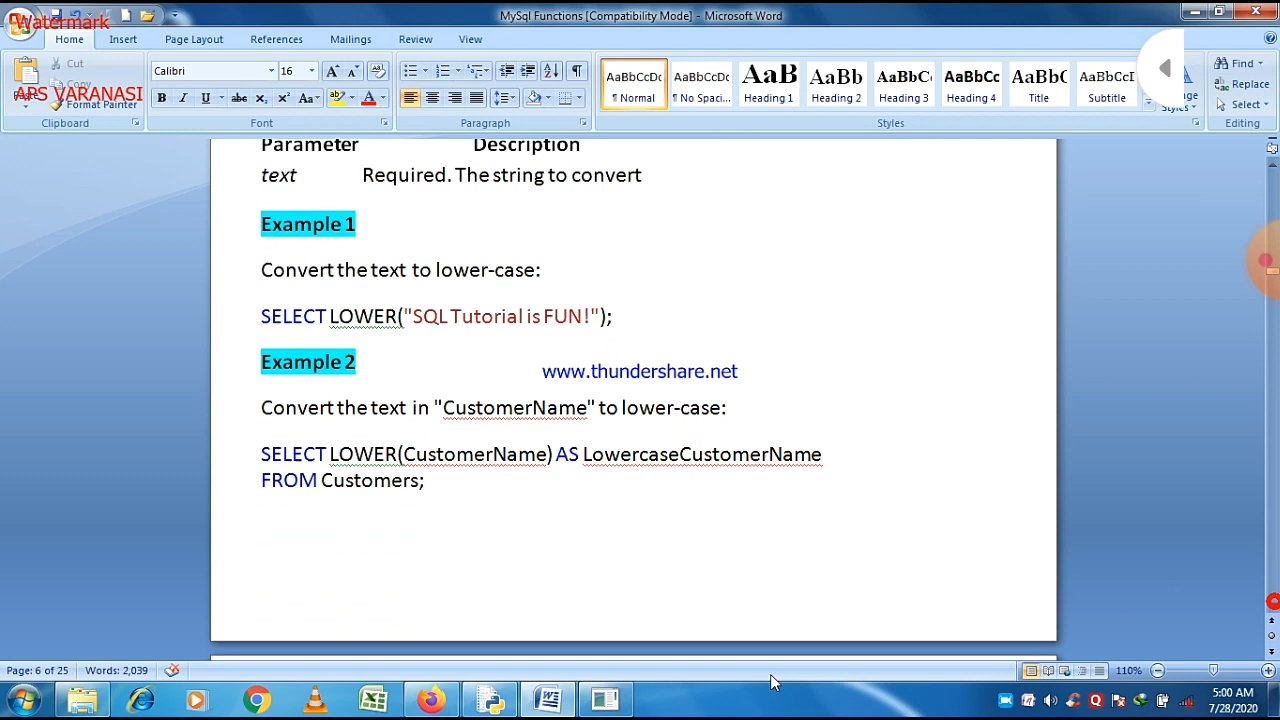 MySql Functions [Compatibility Mode] - Microsoft Word
Watermark
Home Insert Page Layout References Mailings Review View
Cut
Copy
Format Painter
APS VARANASI
Clipboard
Calibri 16
Font
Paragraph
AaBbCcDc AaBbCcDc AaB AaBb AaBbCc AaBbCc AaB AaBbCcI
¶ Normal ¶ No Spaci... Heading 1 Heading 2 Heading 3 Heading 4 Title Subtitle
Styles
Find
Replace
Select
Editing
Parameter Description
text Required. The string to convert
Example 1
Convert the text to lower-case:
SELECT LOWER("SQL Tutorial is FUN!");
Example 2
www.thundershare.net
Convert the text in "CustomerName" to lower-case:
SELECT LOWER(CustomerName) AS LowercaseCustomerName
FROM Customers;
Page: 6 of 25 Words: 2,039 110%
5:00 AM
7/28/2020